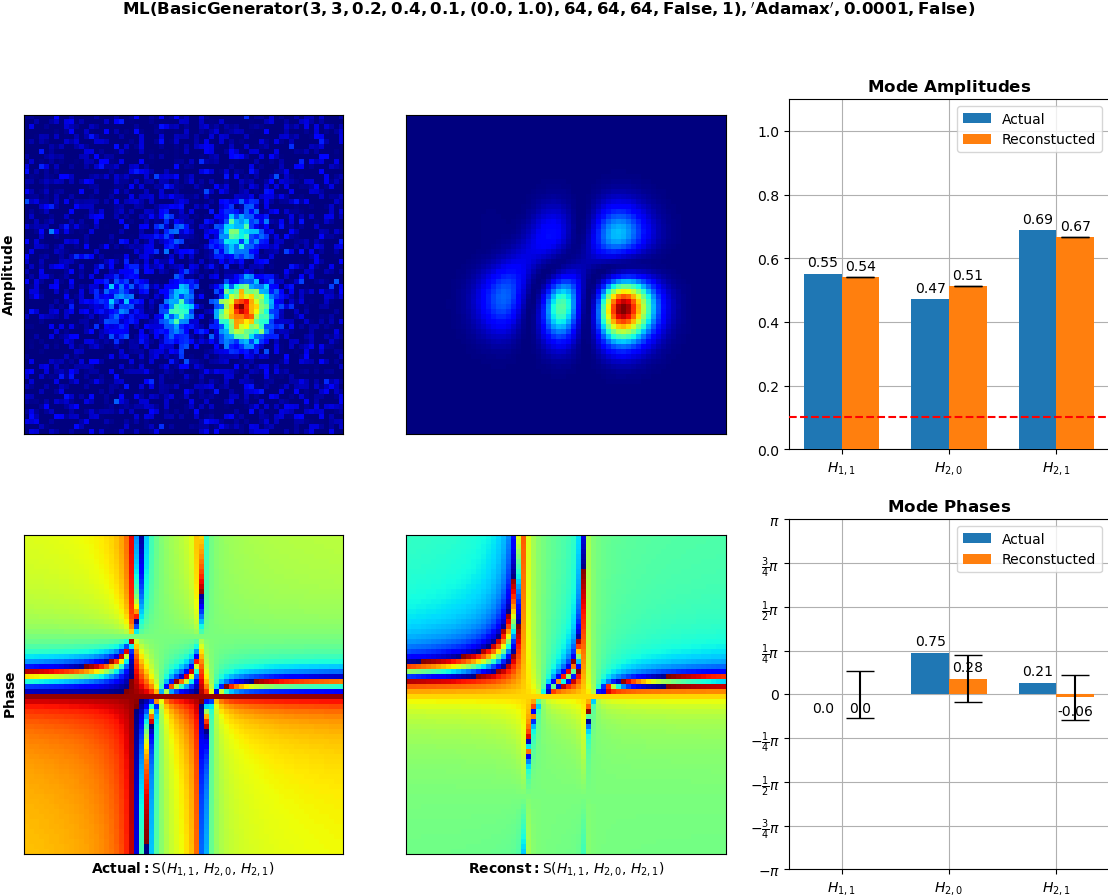 ML(BasicGenerator(3, 3, 0.2, 0.4, 0.1, (0.0, 1.0), 64, 64, 64, False, 1), ′Adamax′, 0.0001, False)
Amplitude
Mode Amplitudes
Actual
Reconstucted
1.0
0.8
0.6
0.4
0.2
0.0
0.55
0.54
0.47
0.51
0.69
0.67
H1, 1
H2, 0
H2, 1
Phase
Actual: S(H1, 1, H2, 0, H2, 1)
Reconst: S(H1, 1, H2, 0, H2, 1)
Mode Phases
Actual
Reconstucted
π
3/4π
1/2π
1/4π
0
−1/4π
−1/2π
−3/4π
−π
0.0
0.0
0.75
0.28
0.21
-0.06
H1, 1
H2, 0
H2, 1